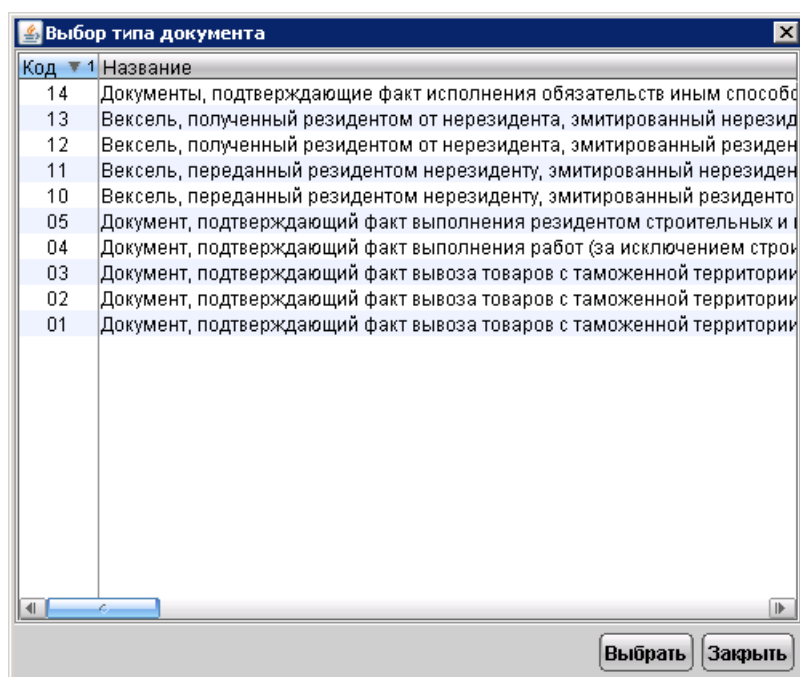 Выбор типа документа
Код 1 Название
14 Документы, подтверждающие факт исполнения обязательств иным способо
13 Вексель, полученный резидентом от нерезидента, эмитированный нерезид
12 Вексель, полученный резидентом от нерезидента, эмитированный резиден
11 Вексель, переданный резидентом нерезиденту, эмитированный нерезиден
10 Вексель, переданный резидентом нерезиденту, эмитированный резиденто
05 Документ, подтверждающий факт выполнения резидентом строительных и
04 Документ, подтверждающий факт выполнения работ (за исключением строи
03 Документ, подтверждающий факт вывоза товаров с таможенной территории
02 Документ, подтверждающий факт вывоза товаров с таможенной территории
01 Документ, подтверждающий факт вывоза товаров с таможенной территории
Выбрать Закрыть